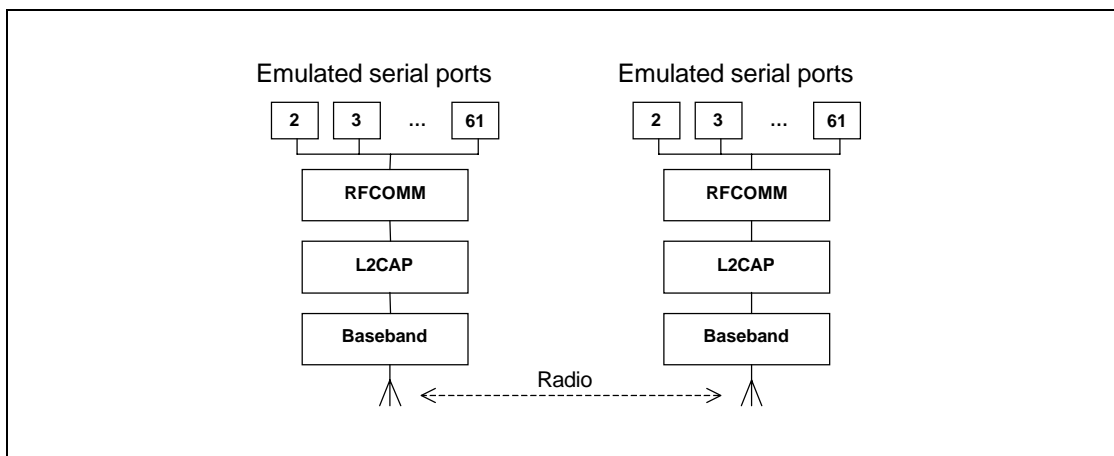 Emulated serial ports Emulated serial ports
2 3 … 61 2 3 … 61
RFCOMM RFCOMM
L2CAP L2CAP
Baseband Baseband
Radio